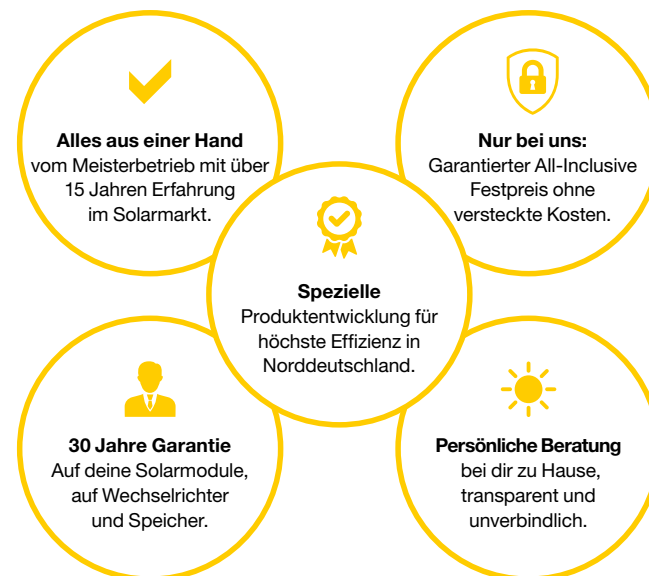 Alles aus einer Hand
vom Meisterbetrieb mit über
15 Jahren Erfahrung
im Solarmarkt.
Nur bei uns:
Garantierter All-Inclusive
Festpreis ohne
versteckte Kosten.
Spezielle
Produktentwicklung für
höchste Effizienz in
Norddeutschland.
30 Jahre Garantie
Auf deine Solarmodule,
auf Wechselrichter
und Speicher.
Persönliche Beratung
bei dir zu Hause,
transparent und
unverbindlich.